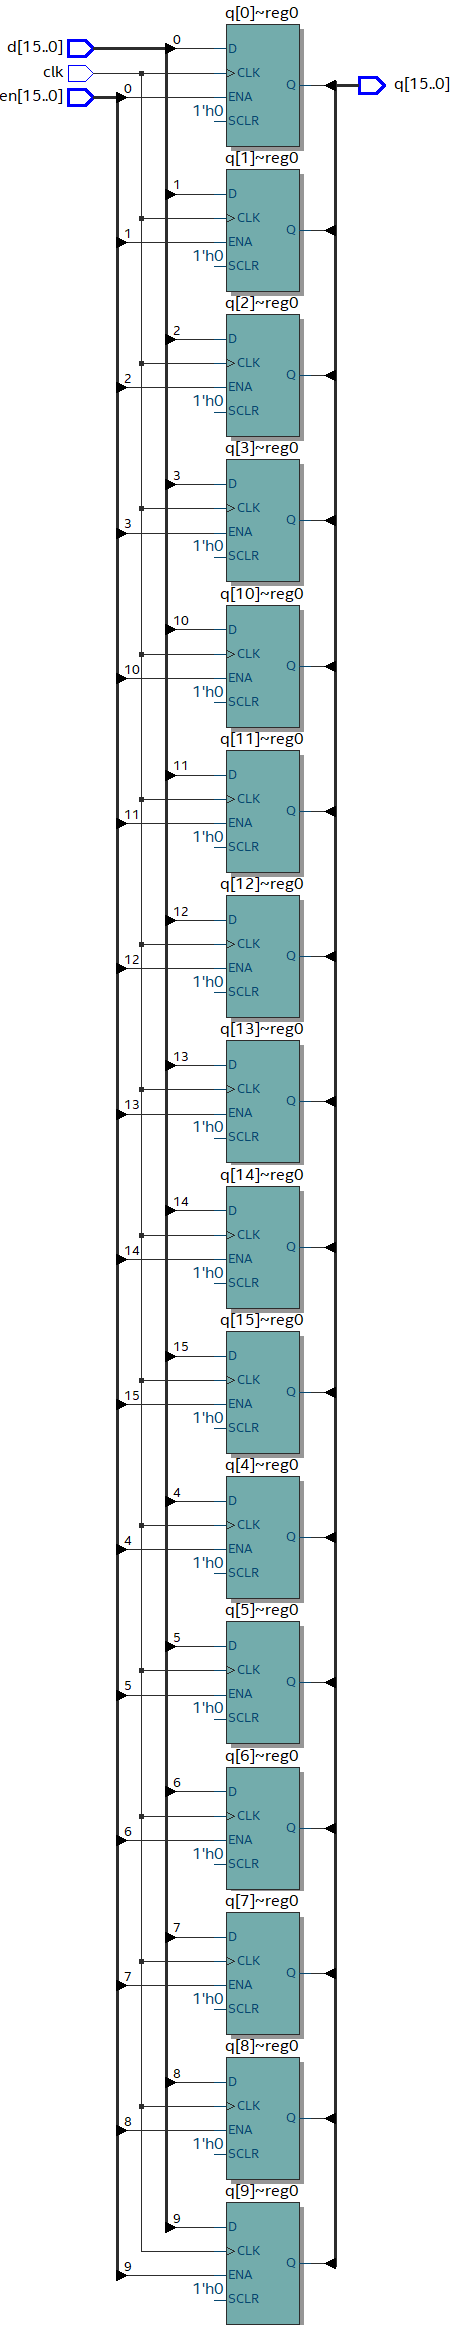 q[0]~reg0
d[15..0] 0 D
clk CLK Q q[15..0]
en[15..0] 0 ENA
1'h0 SCLR
q[1]~reg0
1 D
CLK Q
1 ENA
1'h0 SCLR
q[2]~reg0
2 D
CLK Q
2 ENA
1'h0 SCLR
q[3]~reg0
3 D
CLK Q
3 ENA
1'h0 SCLR
q[10]~reg0
10 D
CLK Q
10 ENA
1'h0 SCLR
q[11]~reg0
11 D
CLK Q
11 ENA
1'h0 SCLR
q[12]~reg0
12 D
CLK Q
12 ENA
1'h0 SCLR
q[13]~reg0
13 D
CLK Q
13 ENA
1'h0 SCLR
q[14]~reg0
14 D
CLK Q
14 ENA
1'h0 SCLR
q[15]~reg0
15 D
CLK Q
15 ENA
1'h0 SCLR
q[4]~reg0
4 D
CLK Q
4 ENA
1'h0 SCLR
q[5]~reg0
5 D
CLK Q
5 ENA
1'h0 SCLR
q[6]~reg0
6 D
CLK Q
6 ENA
1'h0 SCLR
q[7]~reg0
7 D
CLK Q
7 ENA
1'h0 SCLR
q[8]~reg0
8 D
CLK Q
8 ENA
1'h0 SCLR
q[9]~reg0
9 D
CLK Q
9 ENA
1'h0 SCLR